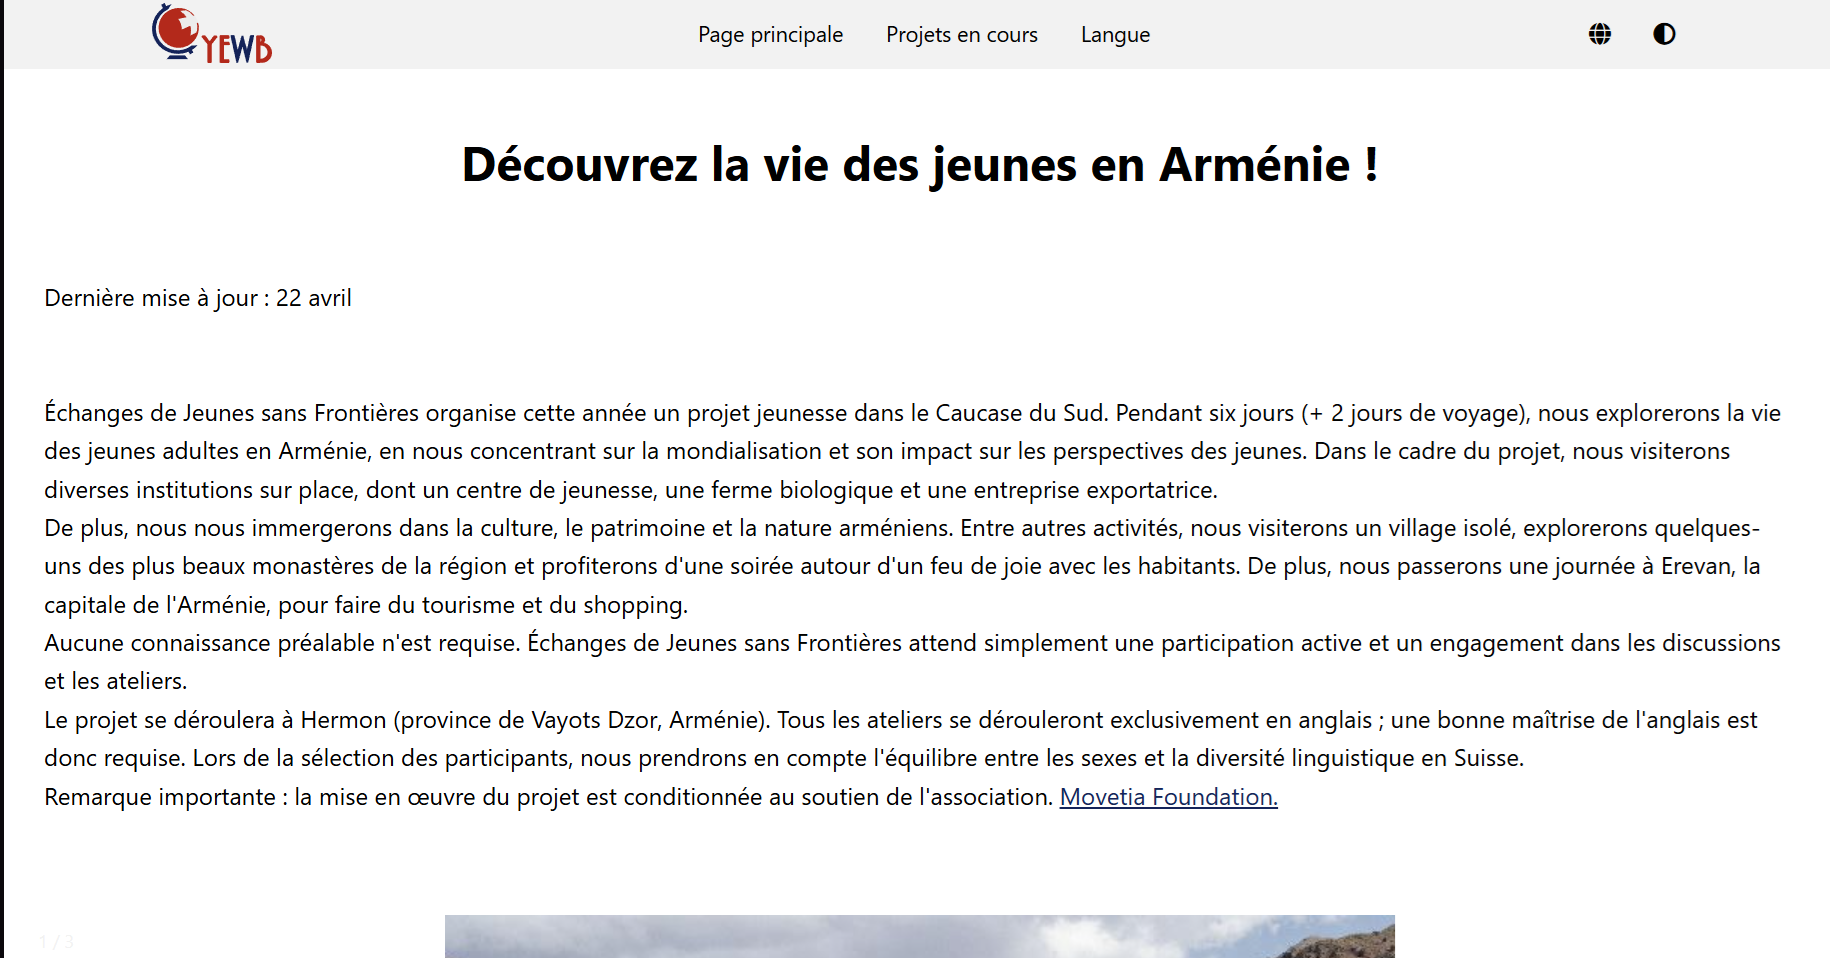 YEWB
Page principale
Projets en cours
Langue
Découvrez la vie des jeunes en Arménie !
Dernière mise à jour : 22 avril
Échanges de Jeunes sans Frontières organise cette année un projet jeunesse dans le Caucase du Sud. Pendant six jours (+ 2 jours de voyage), nous explorerons la vie
des jeunes adultes en Arménie, en nous concentrant sur la mondialisation et son impact sur les perspectives des jeunes. Dans le cadre du projet, nous visiterons
diverses institutions sur place, dont un centre de jeunesse, une ferme biologique et une entreprise exportatrice.
De plus, nous nous immergerons dans la culture, le patrimoine et la nature arméniens. Entre autres activités, nous visiterons un village isolé, explorerons quelques-
uns des plus beaux monastères de la région et profiterons d'une soirée autour d'un feu de joie avec les habitants. De plus, nous passerons une journée à Erevan, la
capitale de l'Arménie, pour faire du tourisme et du shopping.
Aucune connaissance préalable n'est requise. Échanges de Jeunes sans Frontières attend simplement une participation active et un engagement dans les discussions
et les ateliers.
Le projet se déroulera à Hermon (province de Vayots Dzor, Arménie). Tous les ateliers se dérouleront exclusivement en anglais ; une bonne maîtrise de l'anglais est
donc requise. Lors de la sélection des participants, nous prendrons en compte l'équilibre entre les sexes et la diversité linguistique en Suisse.
Remarque importante : la mise en œuvre du projet est conditionnée au soutien de l'association. Movetia Foundation.
1 / 3